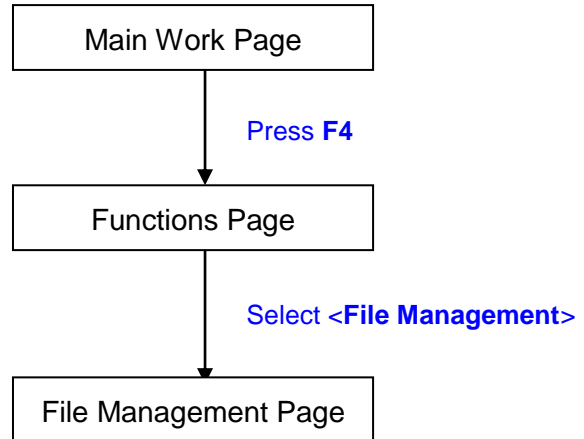 Main Work Page
Press F4
Functions Page
Select <File Management>
File Management Page